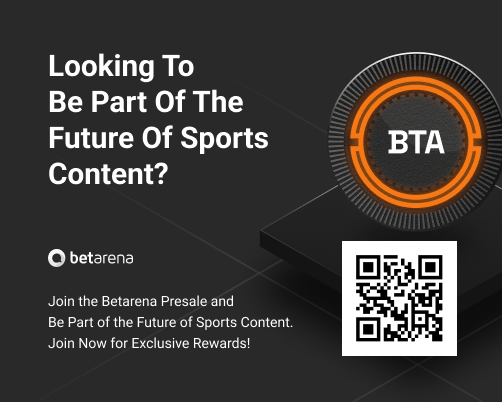 Looking To
Be Part Of The
Future Of Sports
Content?
BTA
betarena
Join the Betarena Presale and
Be Part of the Future of Sports Content.
Join Now for Exclusive Rewards!